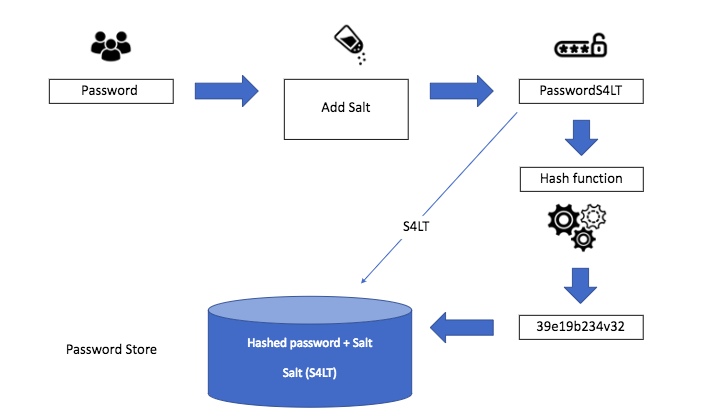 Password
Add Salt
PasswordS4LT
Hash function
S4LT
39e19b234v32
Hashed password + Salt
Salt (S4LT)
Password Store